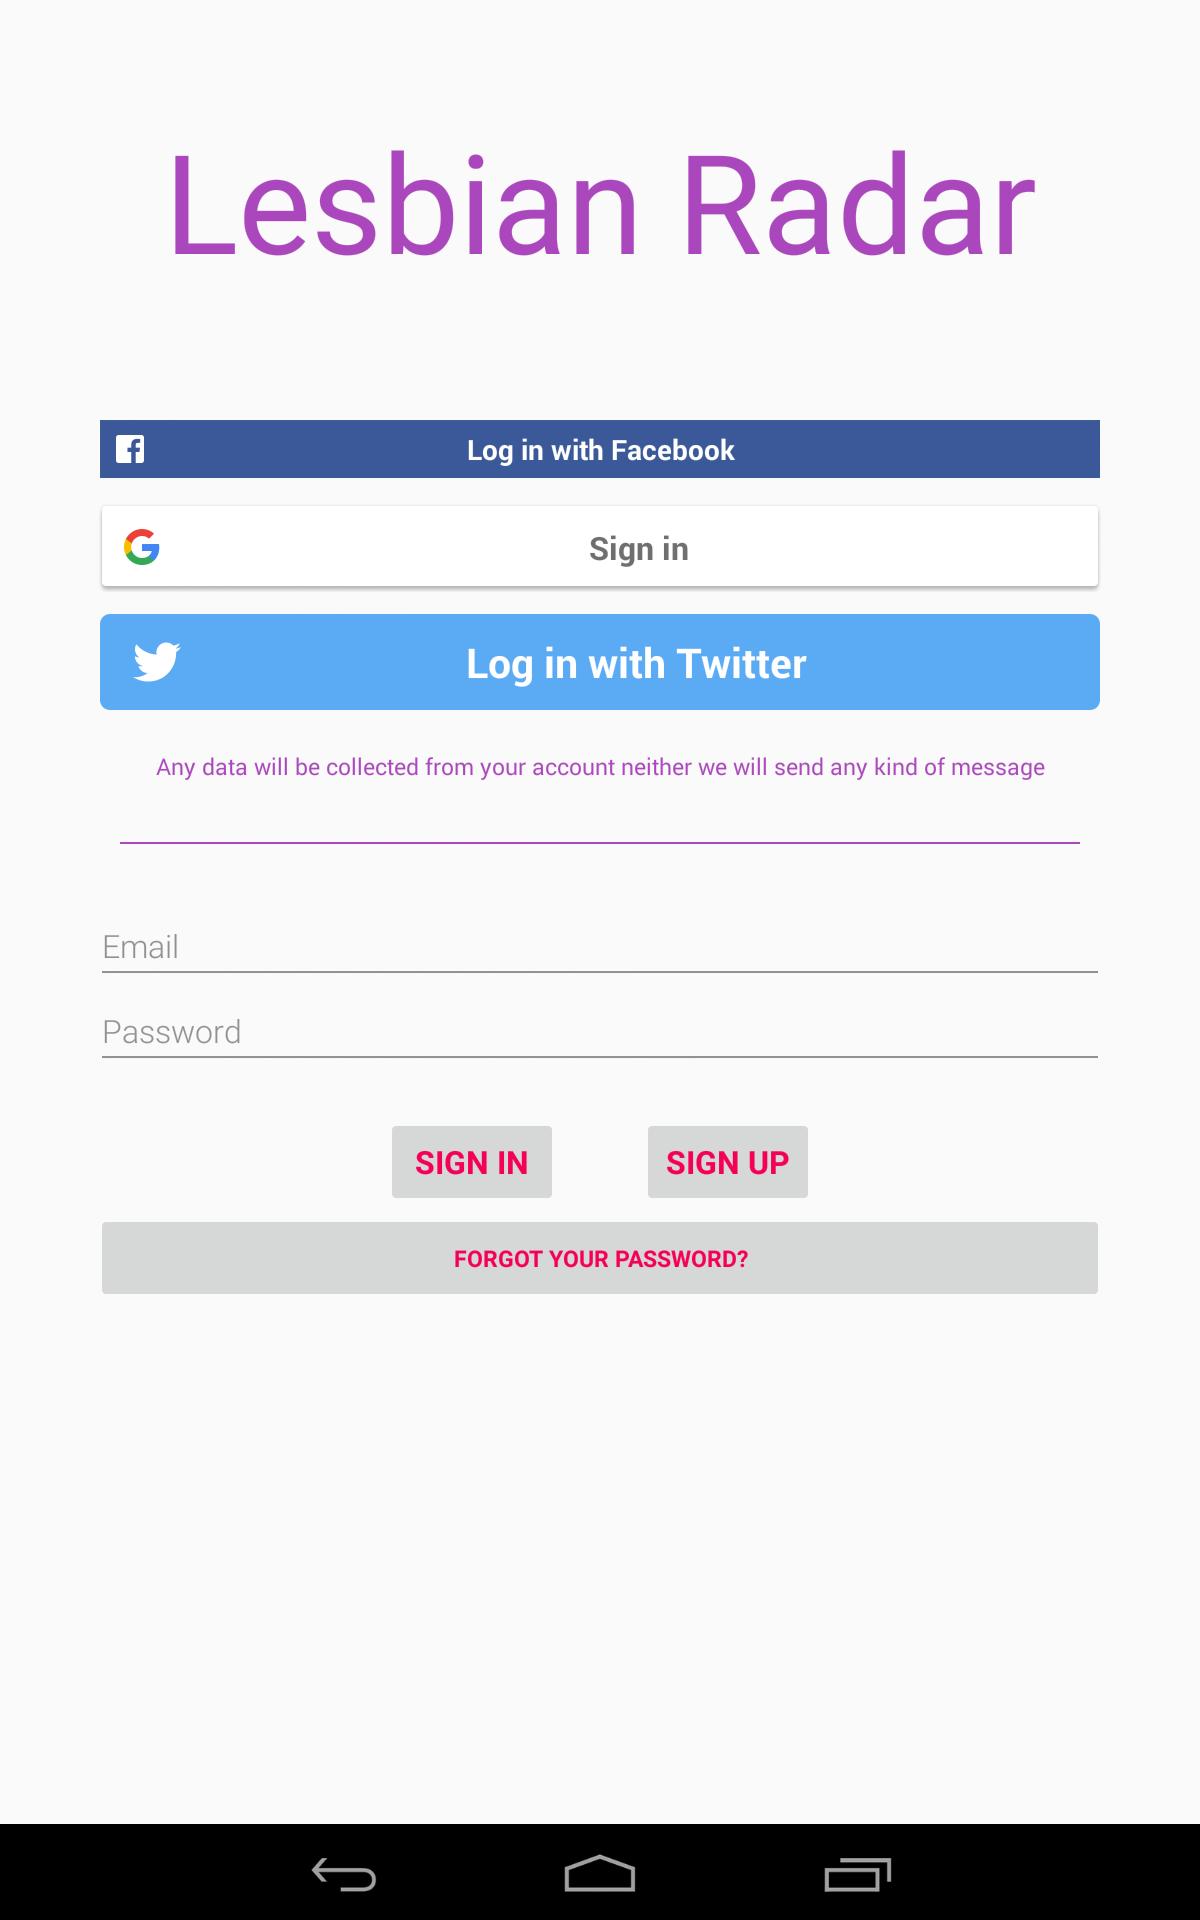 Lesbian Radar
Log in with Facebook
Sign in
Log in with Twitter
Any data will be collected from your account neither we will send any kind of message
Email
Password
SIGN IN SIGN UP
FORGOT YOUR PASSWORD?